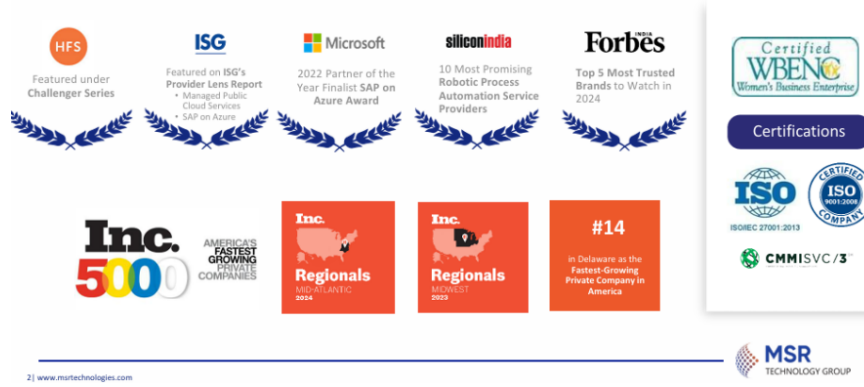 HFS
Featured under
Challenger Series
ISG
Featured on ISG's
Provider Lens Report
• Managed Public
Cloud Services
• SAP on Azure
Microsoft
2022 Partner of the
Year Finalist SAP on
Azure Award
siliconindia
10 Most Promising
Robotic Process
Automation Service
Providers
Forbes
INDIA
Top 5 Most Trusted
Brands to Watch in
2024
Certified
WBENC
Women's Business Enterprise
Certifications
ISO
ISO/IEC 27001:2013
CERTIFIED
ISO
9001:2008
COMPANY
CMMISVC/3
Inc.
5000
AMERICA'S
FASTEST
GROWING
PRIVATE
COMPANIES
Inc.
Regionals
MID-ATLANTIC
2024
Inc.
Regionals
MIDWEST
2023
#14
in Delaware as the
Fastest-Growing
Private Company in
America
2| www.msrtechnologies.com
MSR
TECHNOLOGY GROUP